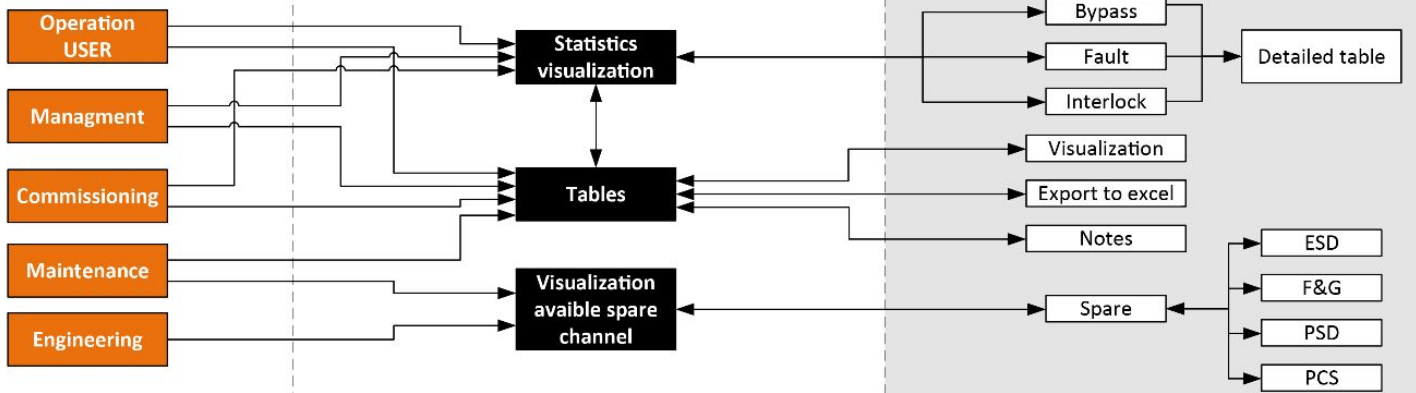 Operation
USER
Managment
Commissioning
Maintenance
Engineering
Statistics
visualization
Tables
Visualization
avaible spare
channel
Bypass
Fault
Interlock
Detailed table
Visualization
Export to excel
Notes
Spare
ESD
F&G
PSD
PCS